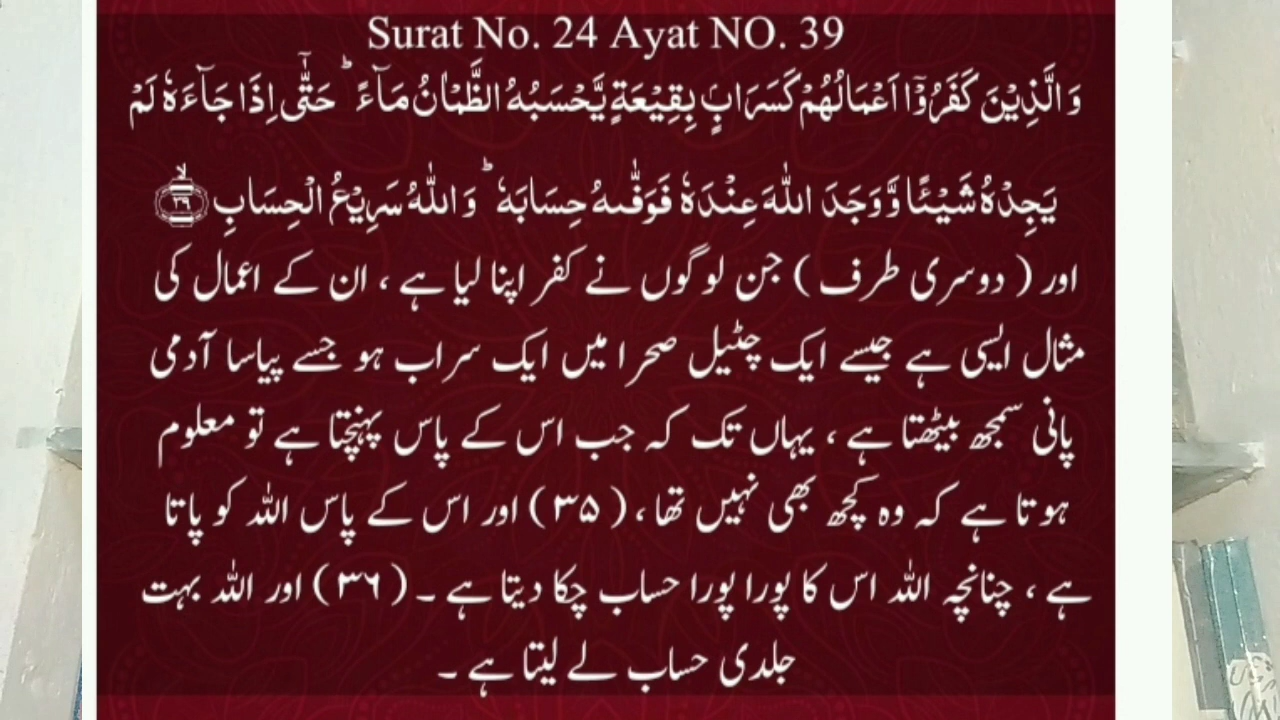 Surat No. 24 Ayat NO. 39
وَالَّذِيْنَ كَفَرُوْۤا اَعْمَالُهُمْ كَسَرَابٍۭ بِقِيْعَةٍ يَّحْسَبُهُ الظَّمْاٰنُ مَآءً ؕ حَتّٰۤى اِذَا جَآءَهٗ لَمْ
يَجِدْهُ شَيْـًٔا وَّوَجَدَ اللّٰهَ عِنْدَهٗ فَوَفّٰىهُ حِسَابَهٗ ؕ وَاللّٰهُ سَرِيْعُ الْحِسَابِ ۙ‏﴿۳۹﴾
اور ( دوسری طرف ) جن لوگوں نے کفر اپنا لیا ہے ، ان کے اعمال کی
مثال ایسی ہے جیسے ایک چٹیل صحرا میں ایک سراب ہو جسے پیاسا آدمی
پانی سمجھ بیٹھتا ہے ، یہاں تک کہ جب اس کے پاس پہنچتا ہے تو معلوم
ہوتا ہے کہ وہ کچھ بھی نہیں تھا ، ( ۳۵ ) اور اس کے پاس اللہ کو پاتا
ہے ، چنانچہ اللہ اس کا پورا پورا حساب چکا دیتا ہے ۔ ( ۳۶ ) اور اللہ بہت
جلدی حساب لے لیتا ہے ۔